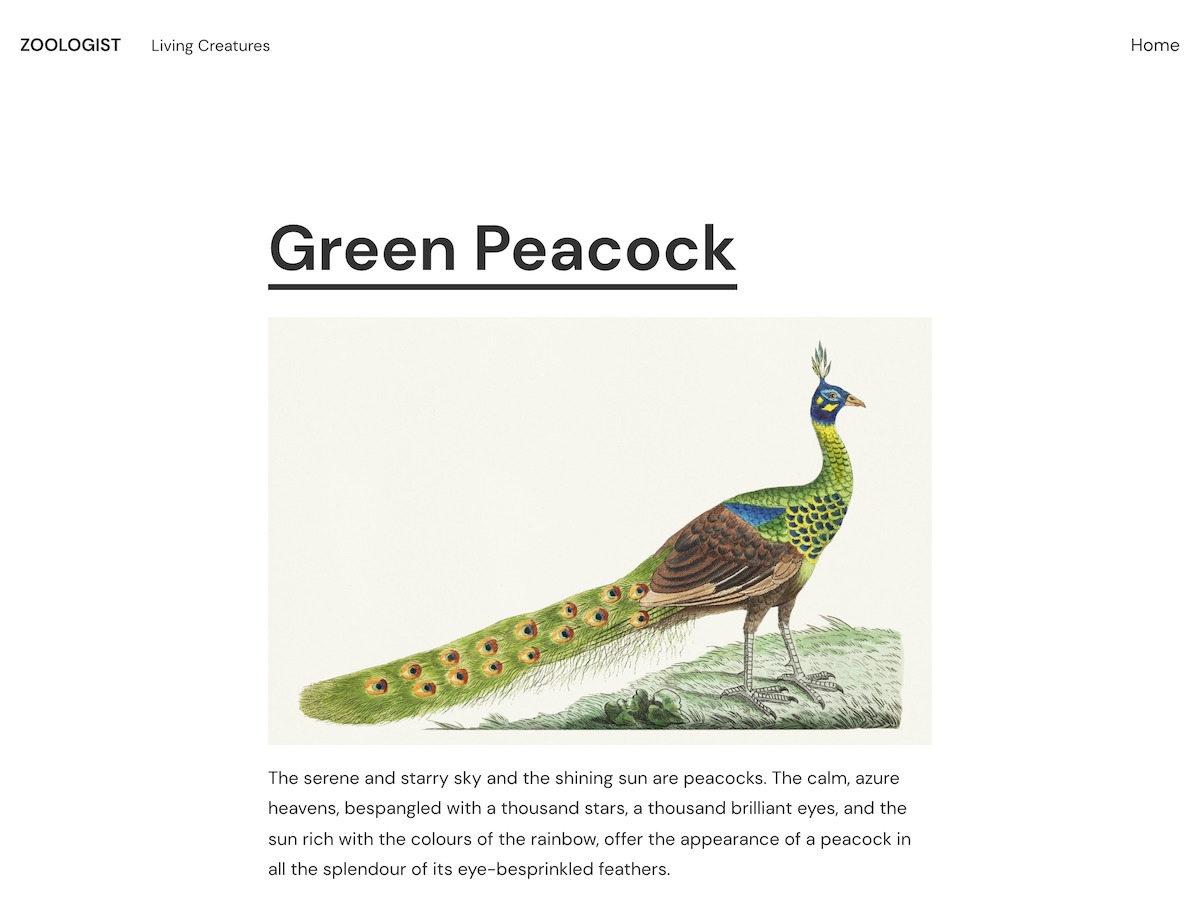 ZOOLOGIST Living Creatures Home
Green Peacock
The serene and starry sky and the shining sun are peacocks. The calm, azure
heavens, bespangled with a thousand stars, a thousand brilliant eyes, and the
sun rich with the colours of the rainbow, offer the appearance of a peacock in
all the splendour of its eye-besprinkled feathers.